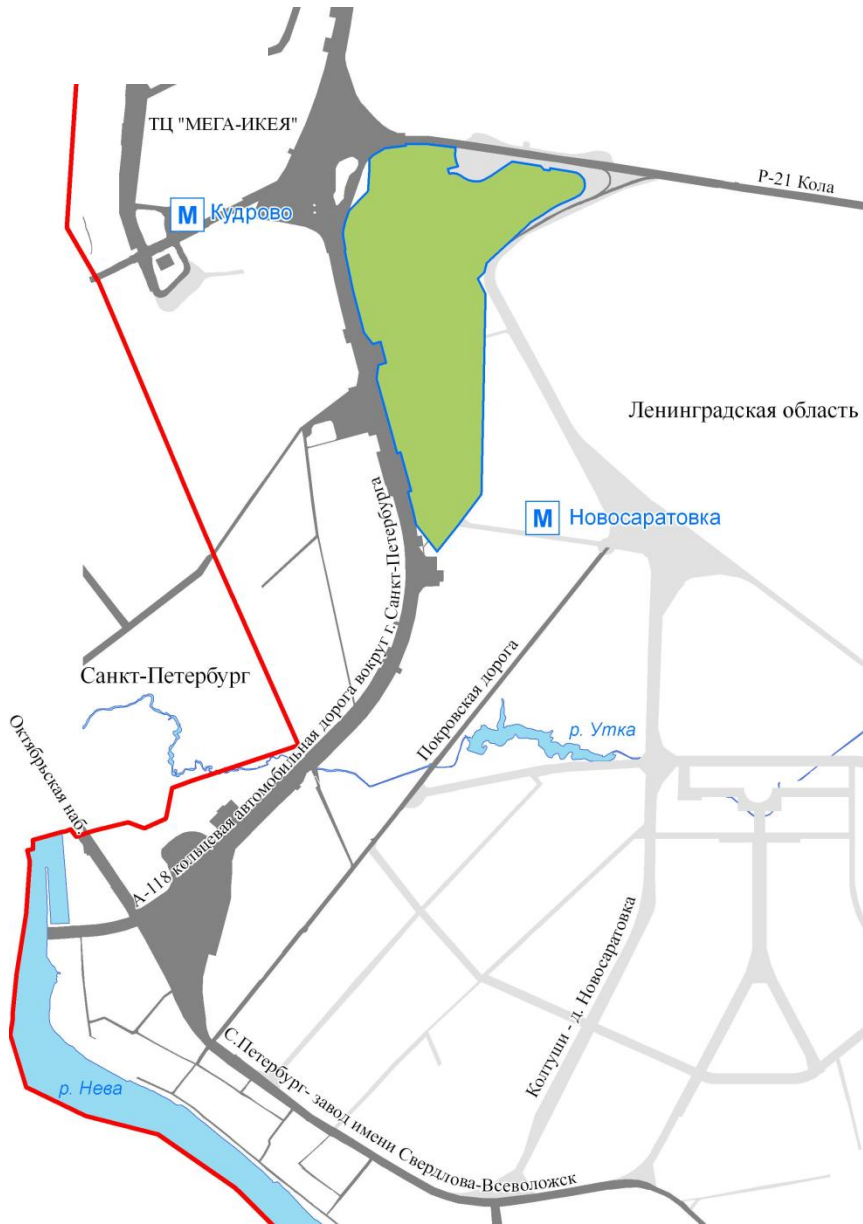 ТЦ "МЕГА-ИКЕЯ"
Р-21 Кола
М Кудрово
Ленинградская область
М Новосаратовка
А-118 кольцевая автомобильная дорога вокруг г. Санкт-Петербурга
Санкт-Петербург
Покровская дорога
р. Утка
Октябрьская наб.
Колтуши - д. Новосаратовка
р. Нева
С.Петербург- завод имени Свердлова-Всеволожск